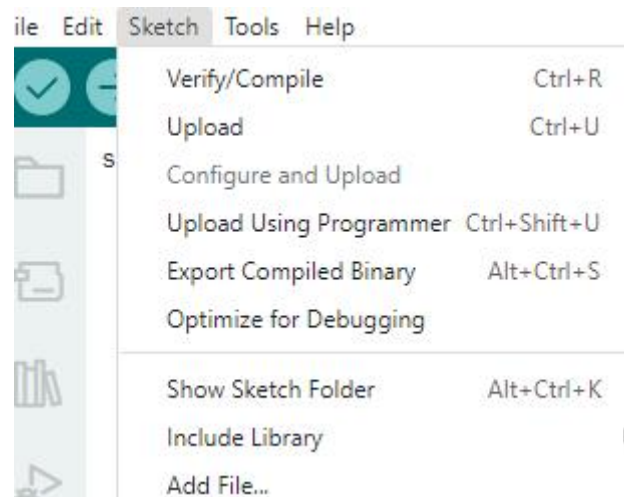 ile Edit Sketch Tools Help
Verify/Compile Ctrl+R
Upload Ctrl+U
s
Configure and Upload
Upload Using Programmer Ctrl+Shift+U
Export Compiled Binary Alt+Ctrl+S
Optimize for Debugging
Show Sketch Folder Alt+Ctrl+K
Include Library
Add File...